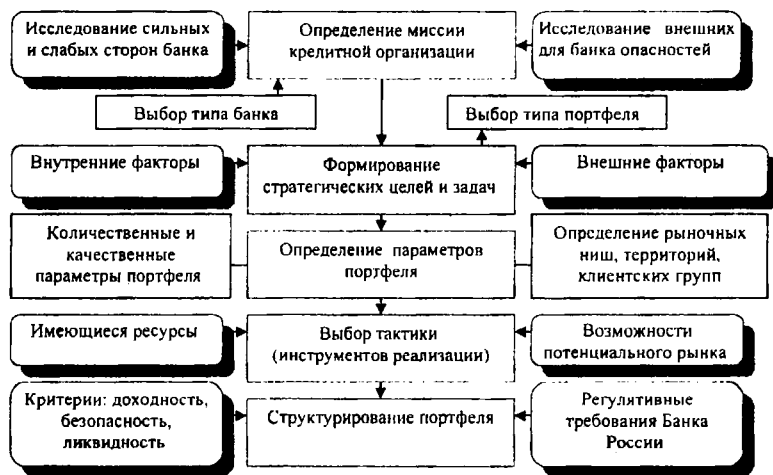 Исследование сильных
и слабых сторон банка
Определение миссии
кредитной организации
Исследование внешних
для банка опасностей
Выбор типа банка
Выбор типа портфеля
Внутренние факторы
Формирование
стратегических целей и задач
Внешние факторы
Количественные и
качественные
параметры портфеля
Определение параметров
портфеля
Определение рыночных
ниш, территорий,
клиентских групп
Имеющиеся ресурсы
Выбор тактики
(инструментов реализации)
Возможности
потенциального рынка
Критерии: доходность,
безопасность,
ликвидность
Структурирование портфеля
Регулятивные
требования Банка
России